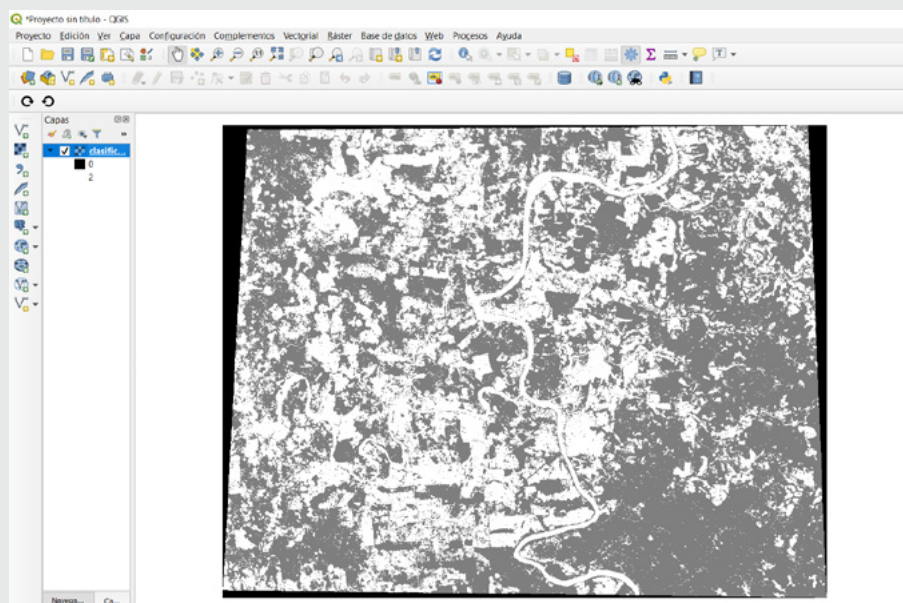 *Proyecto sin título - QGIS
Proyecto Edición Ver Capa Configuración Complementos Vectorial Ráster Base de datos Web Procesos Ayuda
Capas
clasific...
0
2
Navega... Ca...